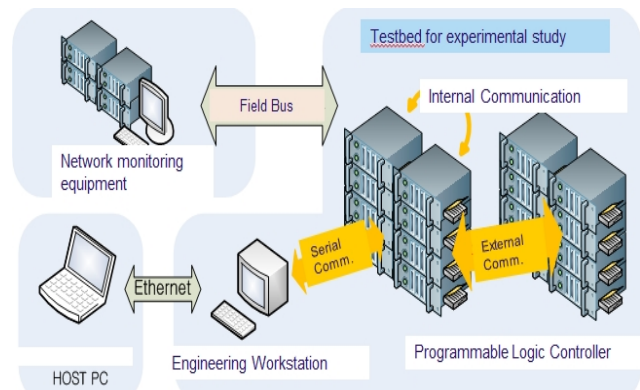 Testbed for experimental study
Internal Communication
Field Bus
Network monitoring
equipment
Serial
Comm.
External
Comm.
Ethernet
Engineering Workstation
Programmable Logic Controller
HOST PC